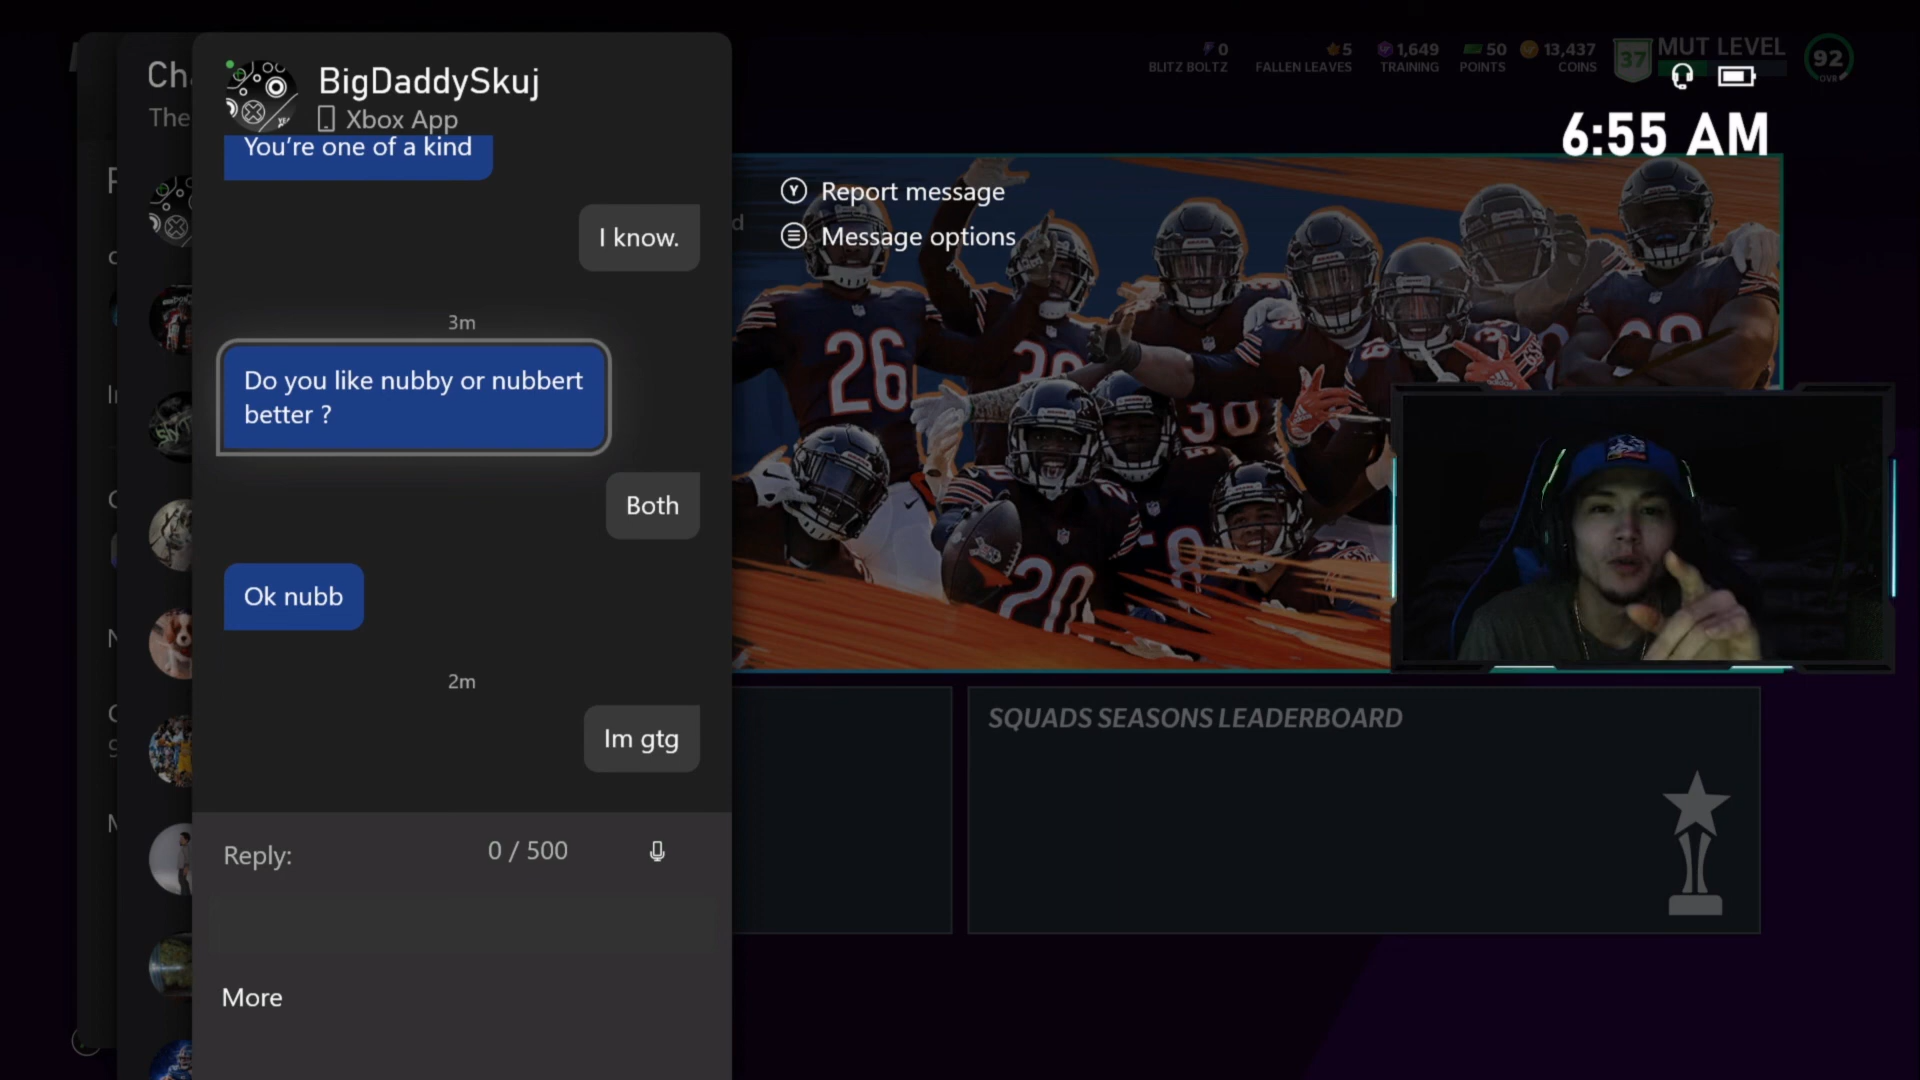 BigDaddySkuj
Xbox App
You're one of a kind
I know.
3m
Do you like nubby or nubbert
better ?
Both
Ok nubb
2m
Im gtg
Reply:
0 / 500
More
Cha
The
Y Report message
Message options
0
BLITZ BOLTZ
5
FALLEN LEAVES
1,649
TRAINING
50
POINTS
13,437
COINS
37
MUT LEVEL
92
OVR
6:55 AM
26
20
SQUADS SEASONS LEADERBOARD